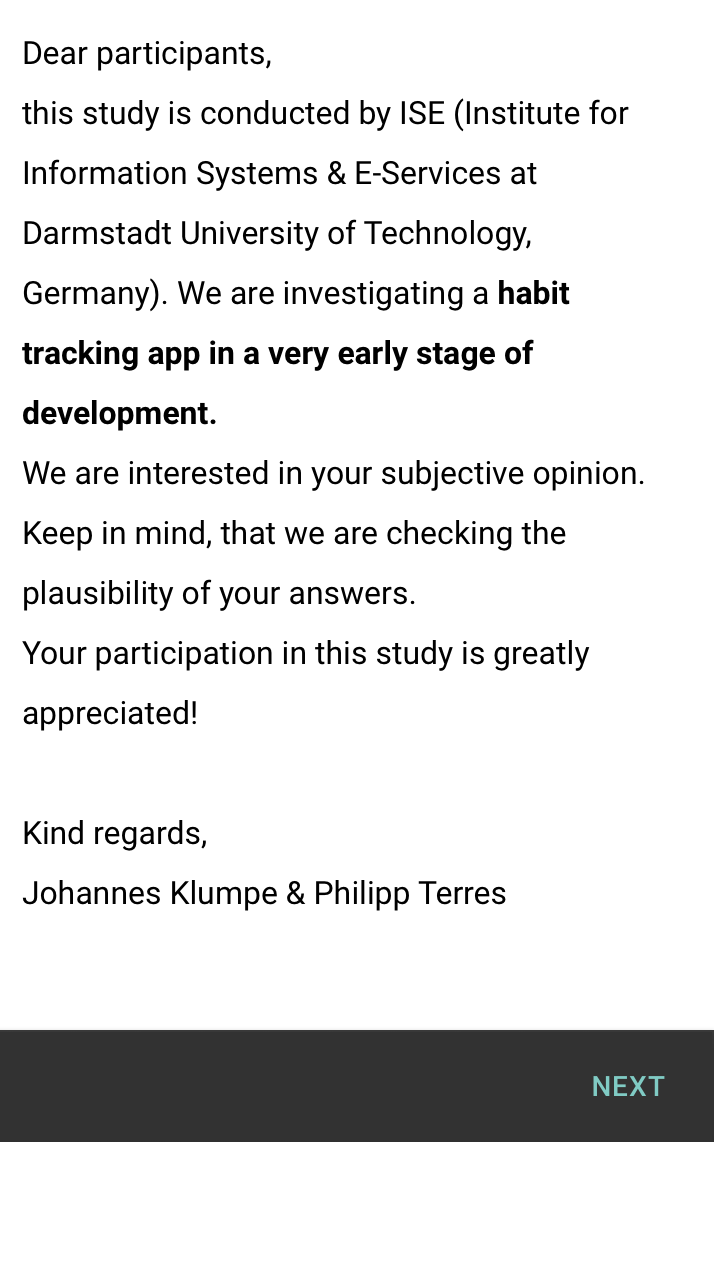 Dear participants,
this study is conducted by ISE (Institute for
Information Systems & E-Services at
Darmstadt University of Technology,
Germany). We are investigating a habit
tracking app in a very early stage of
development.
We are interested in your subjective opinion.
Keep in mind, that we are checking the
plausibility of your answers.
Your participation in this study is greatly
appreciated!
Kind regards,
Johannes Klumpe & Philipp Terres
NEXT